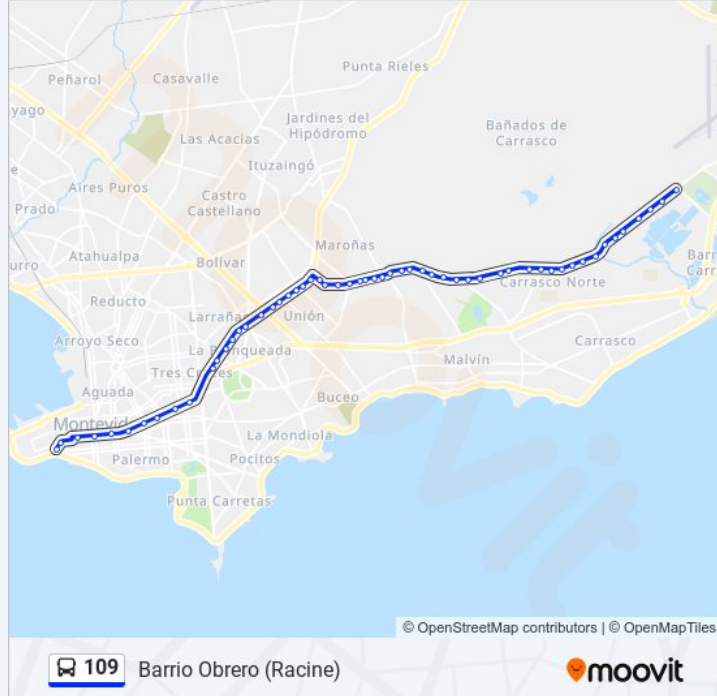 Punta Rieles
Peñarol
Casavalle
yago
Jardines del
Hipódromo
Bañados de
Carrasco
Las Acacias
Ituzaingó
Aires Puros
Castro
Castellano
Prado
Maroñas
Atahualpa
Bolívar
urro
Barr
Carr
Carrasco Norte
Reducto
Larraña
Unión
Arroyo Seco
La Blanqueada
Carrasco
Malvín
Tres Cruces
Aguada
Buceo
Montevid
La Mondiola
Palermo
Pocitos
Punta Carretas
© OpenStreetMap contributors | © OpenMapTiles
109 Barrio Obrero (Racine)
moovit